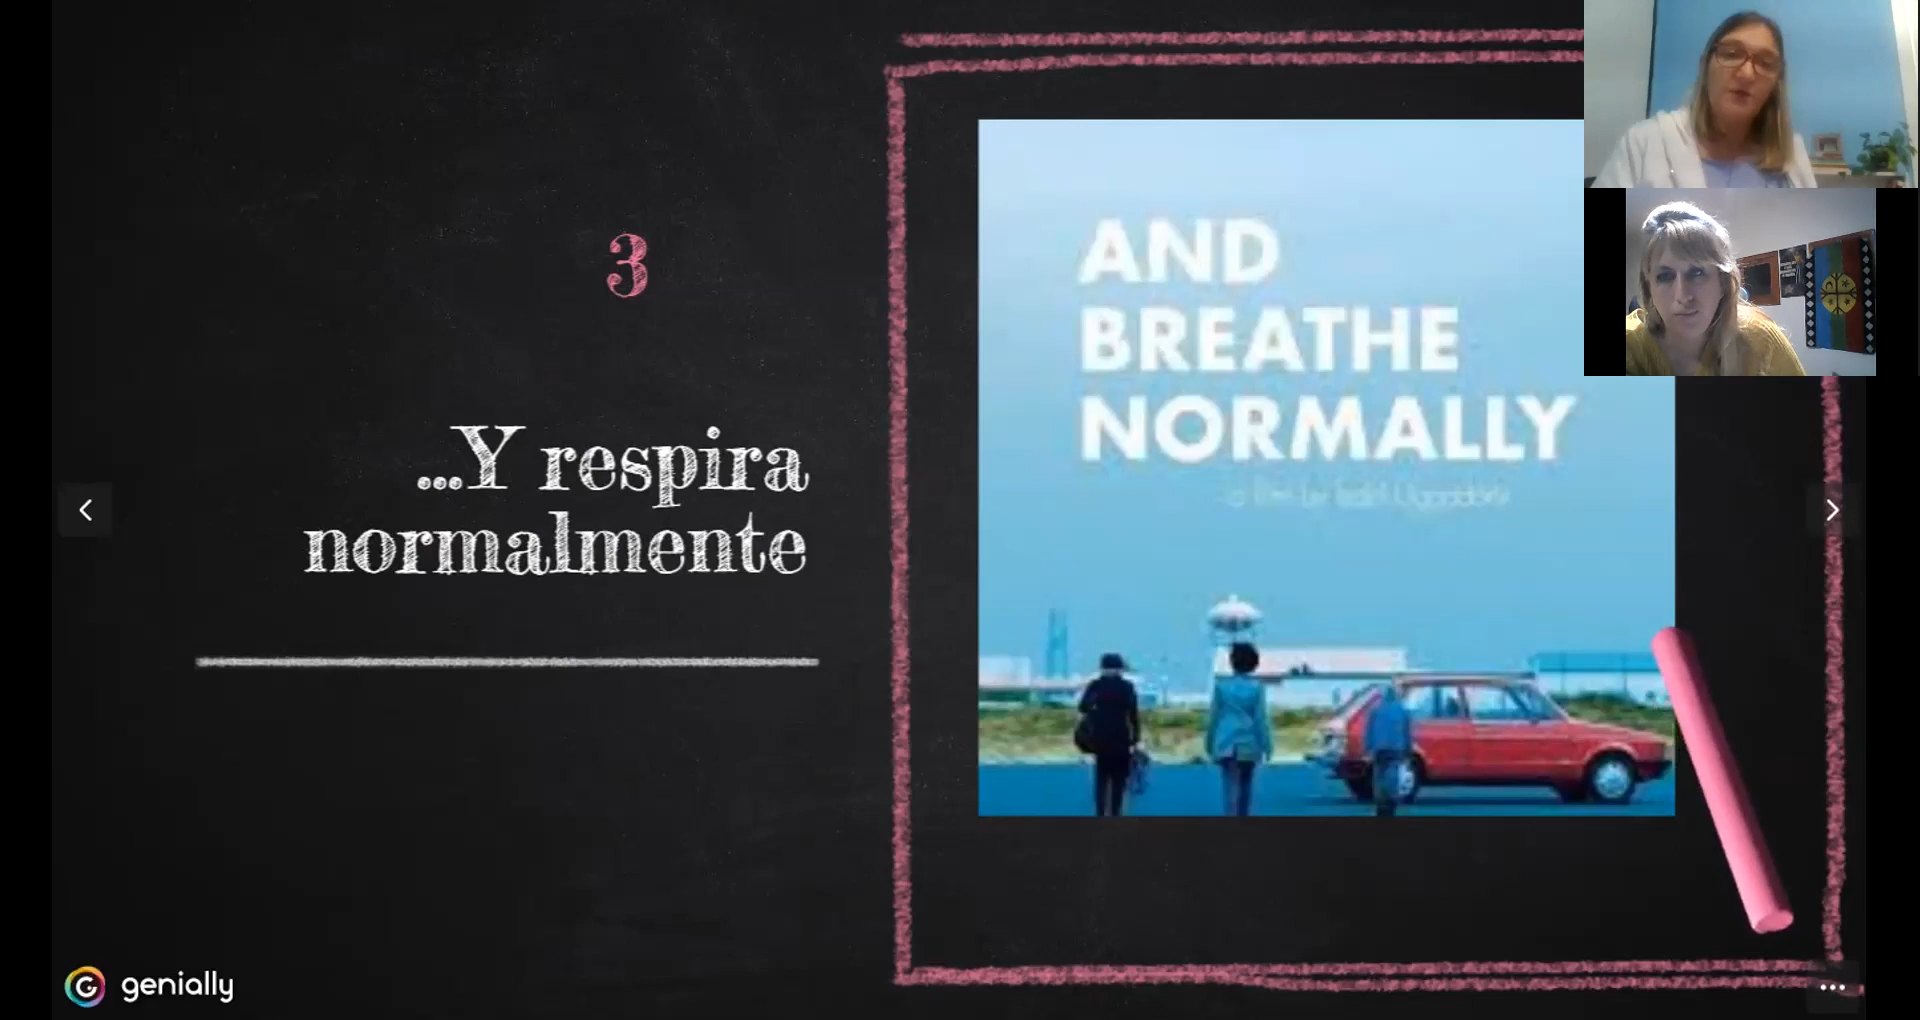 3
...Y respira
normalmente
AND
BREATHE
NORMALLY
genially